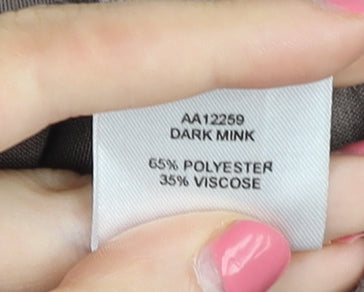 AA12259
DARK MINK
65% POLYESTER
35% VISCOSE